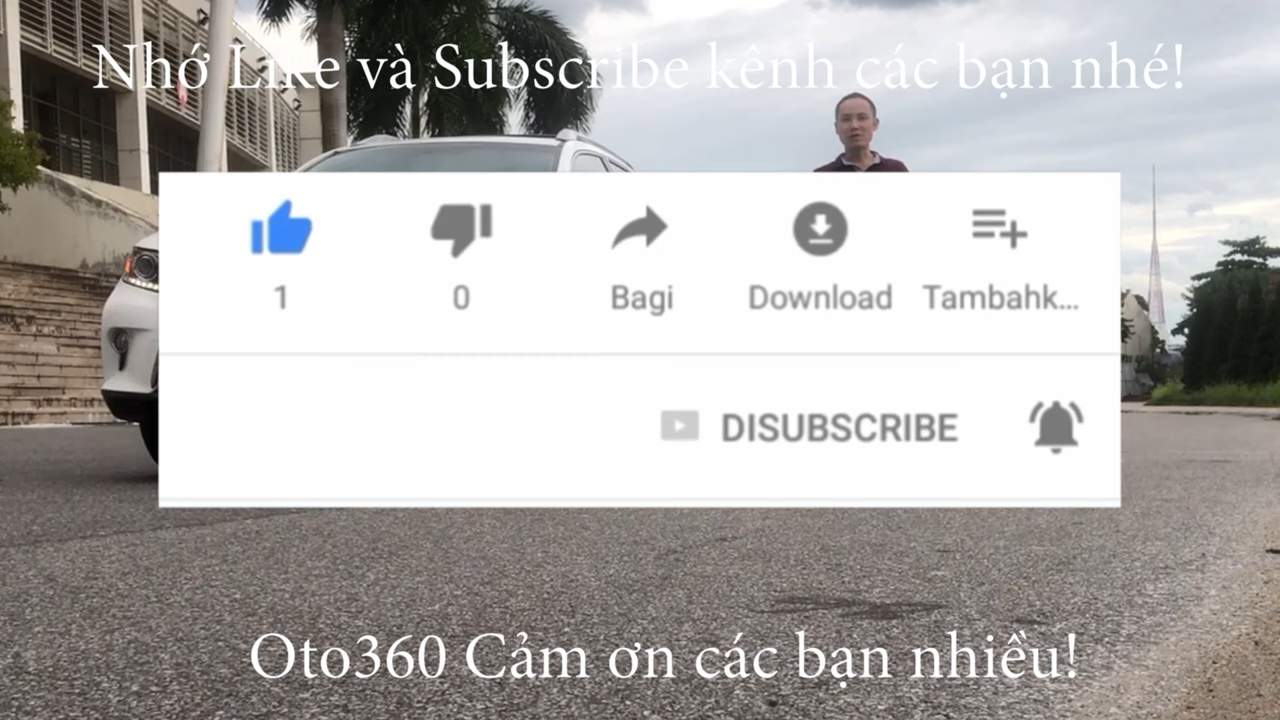 Nhớ Like và Subscribe kênh các bạn nhé!
1 0 Bagi Download Tambahk...
DISUBSCRIBE
Oto360 Cảm ơn các bạn nhiều!